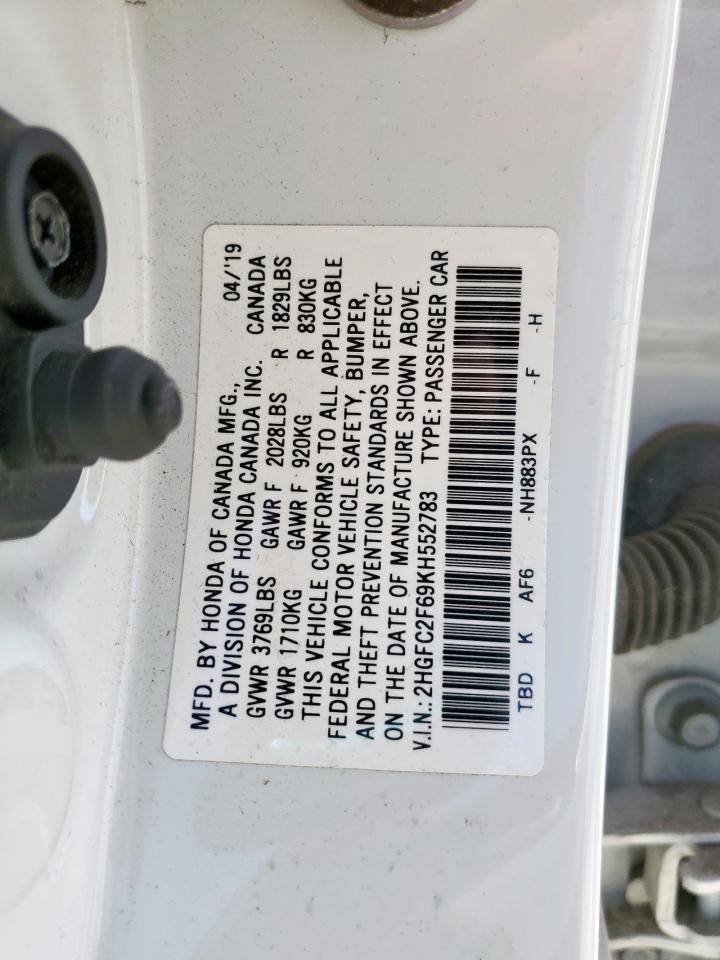 MFD. BY HONDA OF CANADA MFG., 04/'19
A DIVISION OF HONDA CANADA INC. CANADA
GVWR 3769LBS GAWR F 2028LBS R 1829LBS
GVWR 1710KG GAWR F 920KG R 830KG
THIS VEHICLE CONFORMS TO ALL APPLICABLE
FEDERAL MOTOR VEHICLE SAFETY, BUMPER,
AND THEFT PREVENTION STANDARDS IN EFFECT
ON THE DATE OF MANUFACTURE SHOWN ABOVE.
V.I.N.: 2HGFC2F69KH552783 TYPE: PASSENGER CAR
TBD K AF6 -NH883PX -F -H